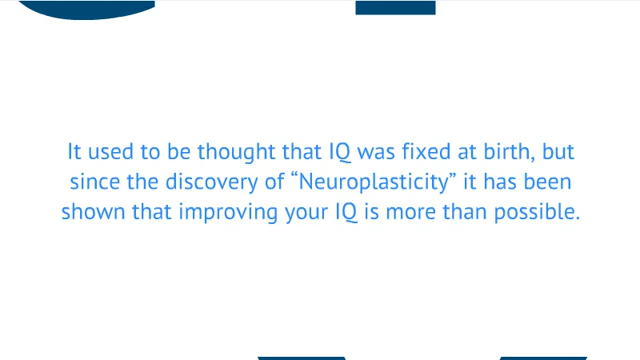 It used to be thought that IQ was fixed at birth, but
since the discovery of “Neuroplasticity” it has been
shown that improving your IQ is more than possible.